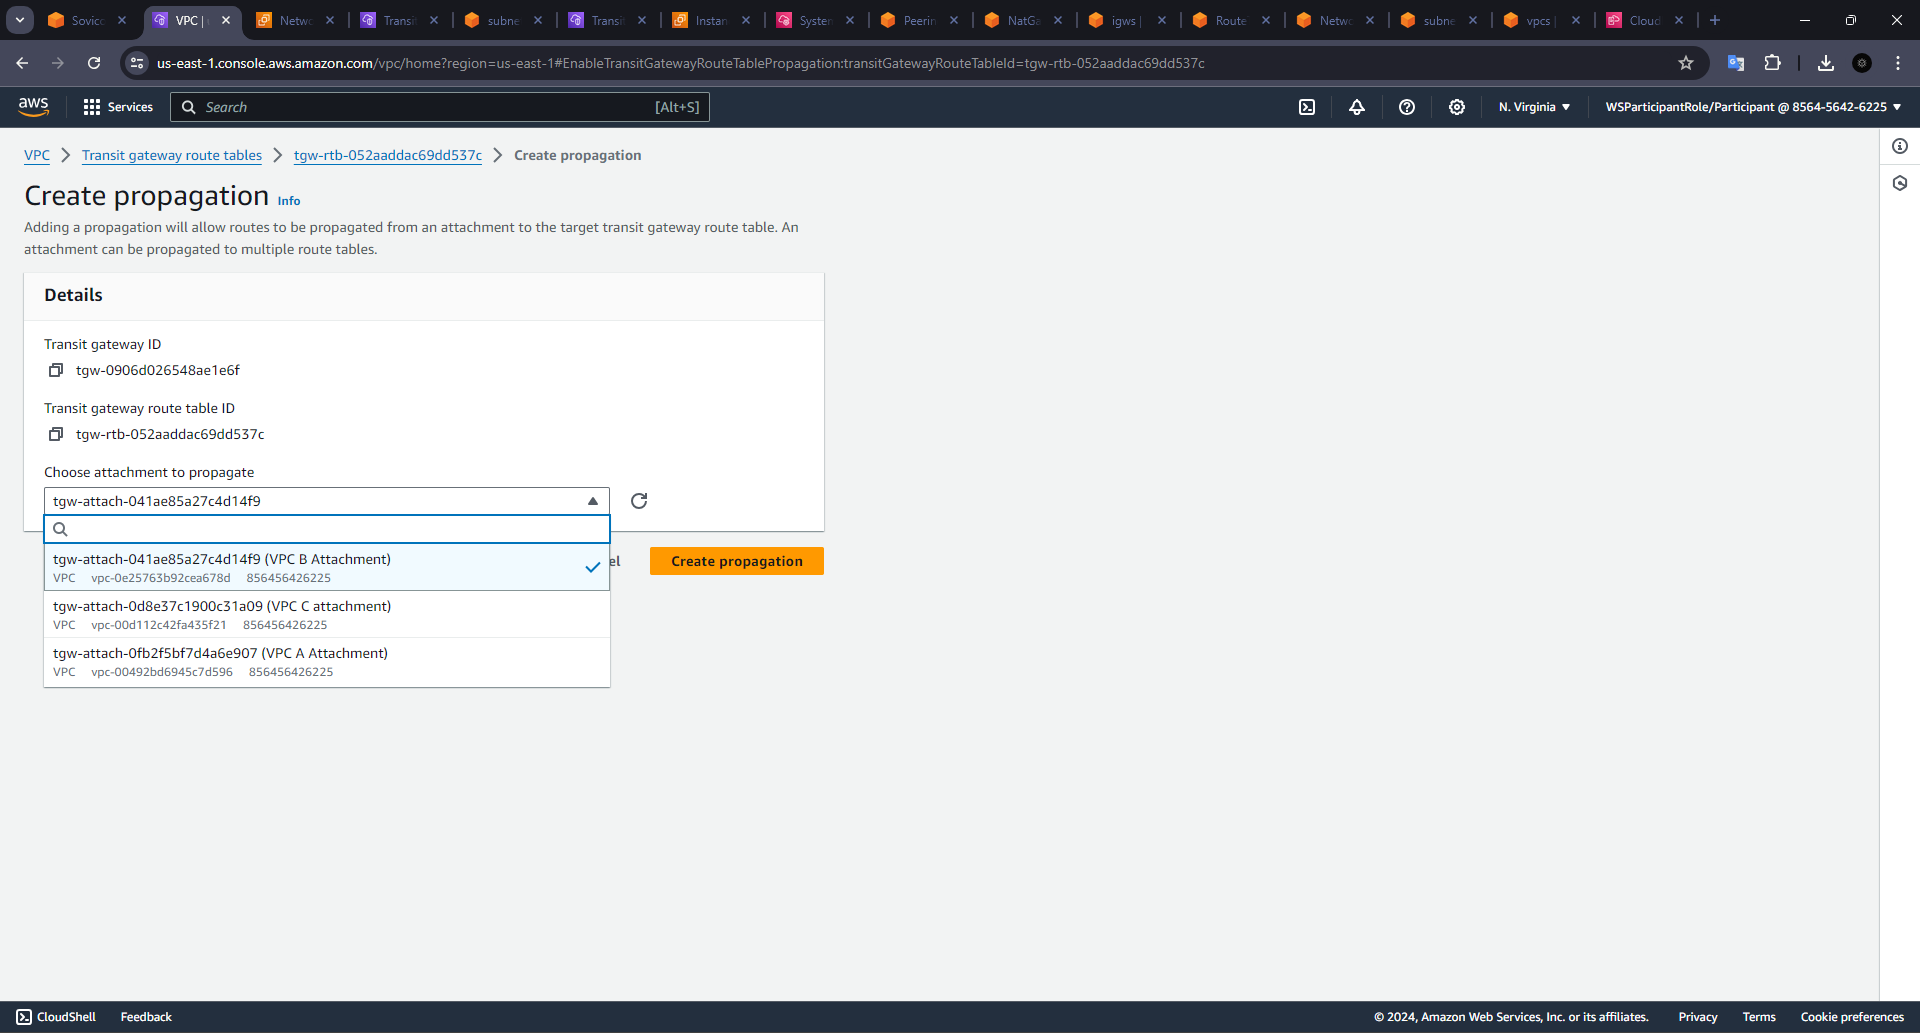 Sovico
VPC |
Netwo
Transit
subne
Transit
Instan
System
Peerin
NatGa
igws |
Route
Netwo
subne
vpcs |
Cloud
us-east-1.console.aws.amazon.com/vpc/home?region=us-east-1#EnableTransitGatewayRouteTablePropagation:transitGatewayRouteTableId=tgw-rtb-052aaddac69dd537c
aws Services Search [Alt+S] N. Virginia WSParticipantRole/Participant @ 8564-5642-6225
VPC Transit gateway route tables tgw-rtb-052aaddac69dd537c Create propagation
Create propagation Info
Adding a propagation will allow routes to be propagated from an attachment to the target transit gateway route table. An
attachment can be propagated to multiple route tables.
Details
Transit gateway ID
tgw-0906d026548ae1e6f
Transit gateway route table ID
tgw-rtb-052aaddac69dd537c
Choose attachment to propagate
tgw-attach-041ae85a27c4d14f9
tgw-attach-041ae85a27c4d14f9 (VPC B Attachment)
VPC vpc-0e25763b92cea678d 856456426225
el Create propagation
tgw-attach-0d8e37c1900c31a09 (VPC C attachment)
VPC vpc-00d112c42fa435f21 856456426225
tgw-attach-0fb2f5bf7d4a6e907 (VPC A Attachment)
VPC vpc-00492bd6945c7d596 856456426225
CloudShell Feedback © 2024, Amazon Web Services, Inc. or its affiliates. Privacy Terms Cookie preferences